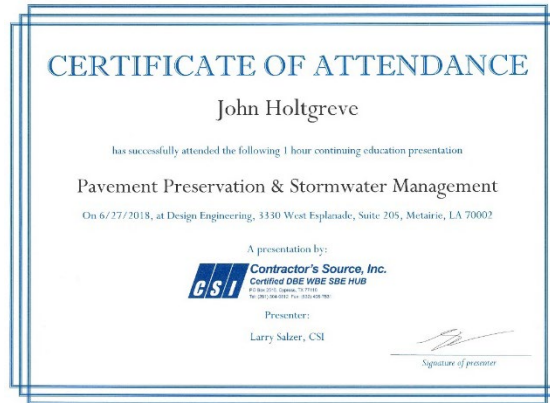 CERTIFICATE OF ATTENDANCE
John Holtgreve
has successfully attended the following 1 hour continuing education presentation
Pavement Preservation & Stormwater Management
On 6/27/2018, at Design Engineering, 3330 West Esplanade, Suite 205, Metairie, LA 70002
A presentation by:
CSI
Contractor's Source, Inc.
Certified DBE WBE SBE HUB
Presenter:
Larry Salzer, CSI
Signature of presenter